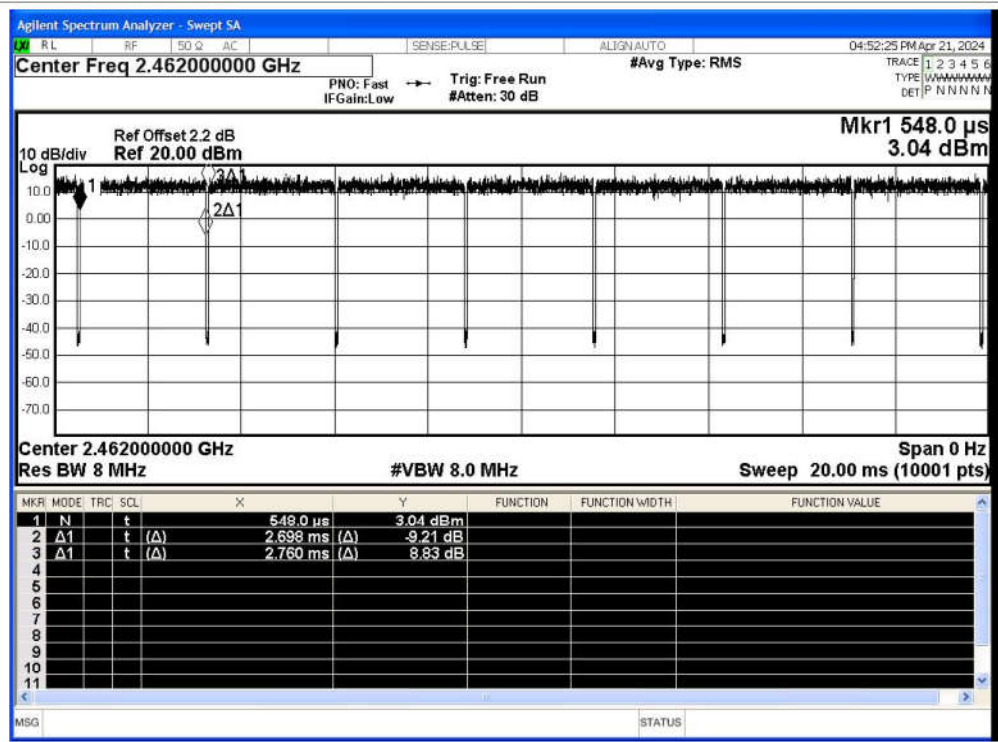 Agilent Spectrum Analyzer - Swept SA
LXI RL RF 50 Ω AC SENSE:PULSE ALIGN AUTO 04:52:25 PM Apr 21, 2024
Center Freq 2.462000000 GHz #Avg Type: RMS TRACE 1 2 3 4 5 6
PNO: Fast Trig: Free Run TYPE WWWWWW
IFGain:Low #Atten: 30 dB DET P N N N N N
Mkr1 548.0 µs
Ref Offset 2.2 dB
10 dB/div Ref 20.00 dBm 3.04 dBm
Log
3Δ1
10.0 1
2Δ1
0.00
-10.0
-20.0
-30.0
-40.0
-50.0
-60.0
-70.0
Center 2.462000000 GHz Span 0 Hz
Res BW 8 MHz #VBW 8.0 MHz Sweep 20.00 ms (10001 pts)
MKR MODE TRC SCL X Y FUNCTION FUNCTION WIDTH FUNCTION VALUE
1 N t 548.0 µs 3.04 dBm
2 Δ1 t (Δ) 2.698 ms (Δ) -9.21 dB
3 Δ1 t (Δ) 2.760 ms (Δ) 8.83 dB
4
5
6
7
8
9
10
11
MSG STATUS